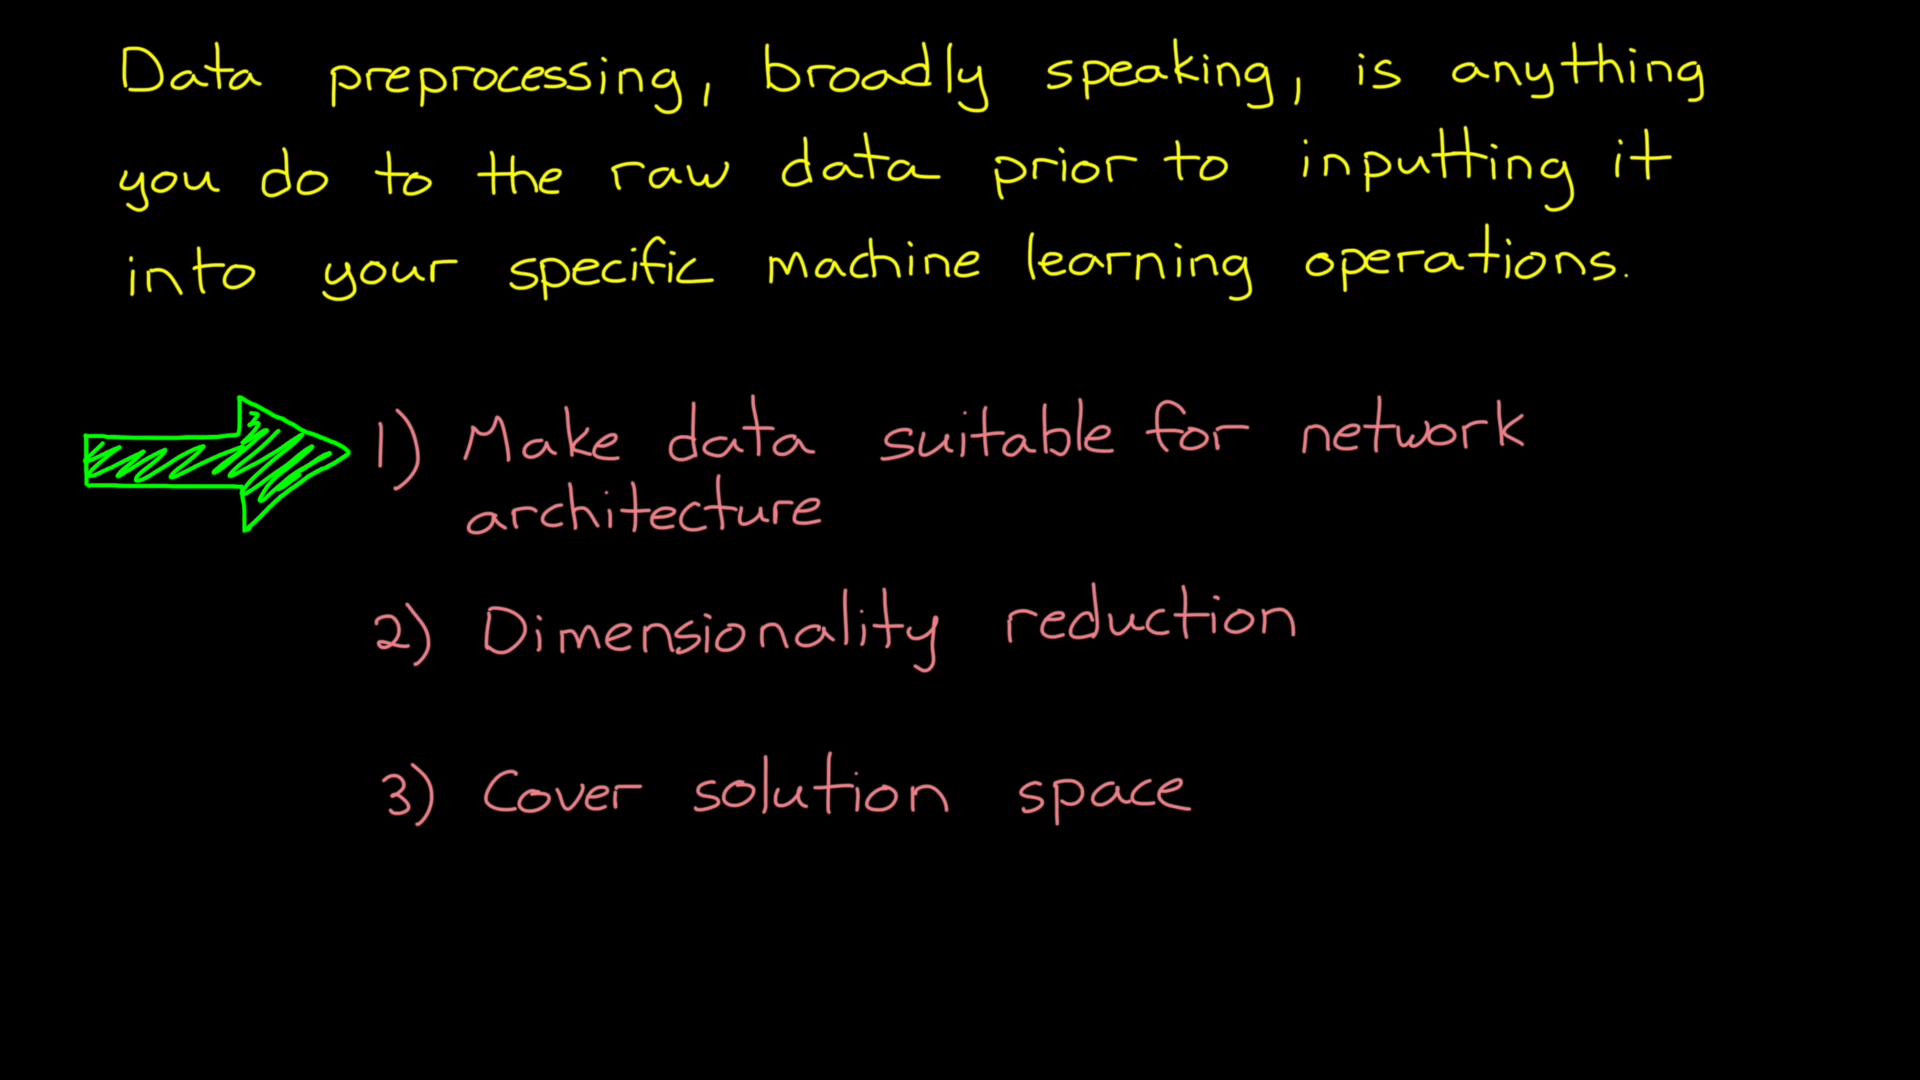 Data preprocessing, broadly speaking, is anything
you do to the raw data prior to inputting it
into your specific machine learning operations.
1) Make data suitable for network
architecture
2) Dimensionality reduction
3) Cover solution space